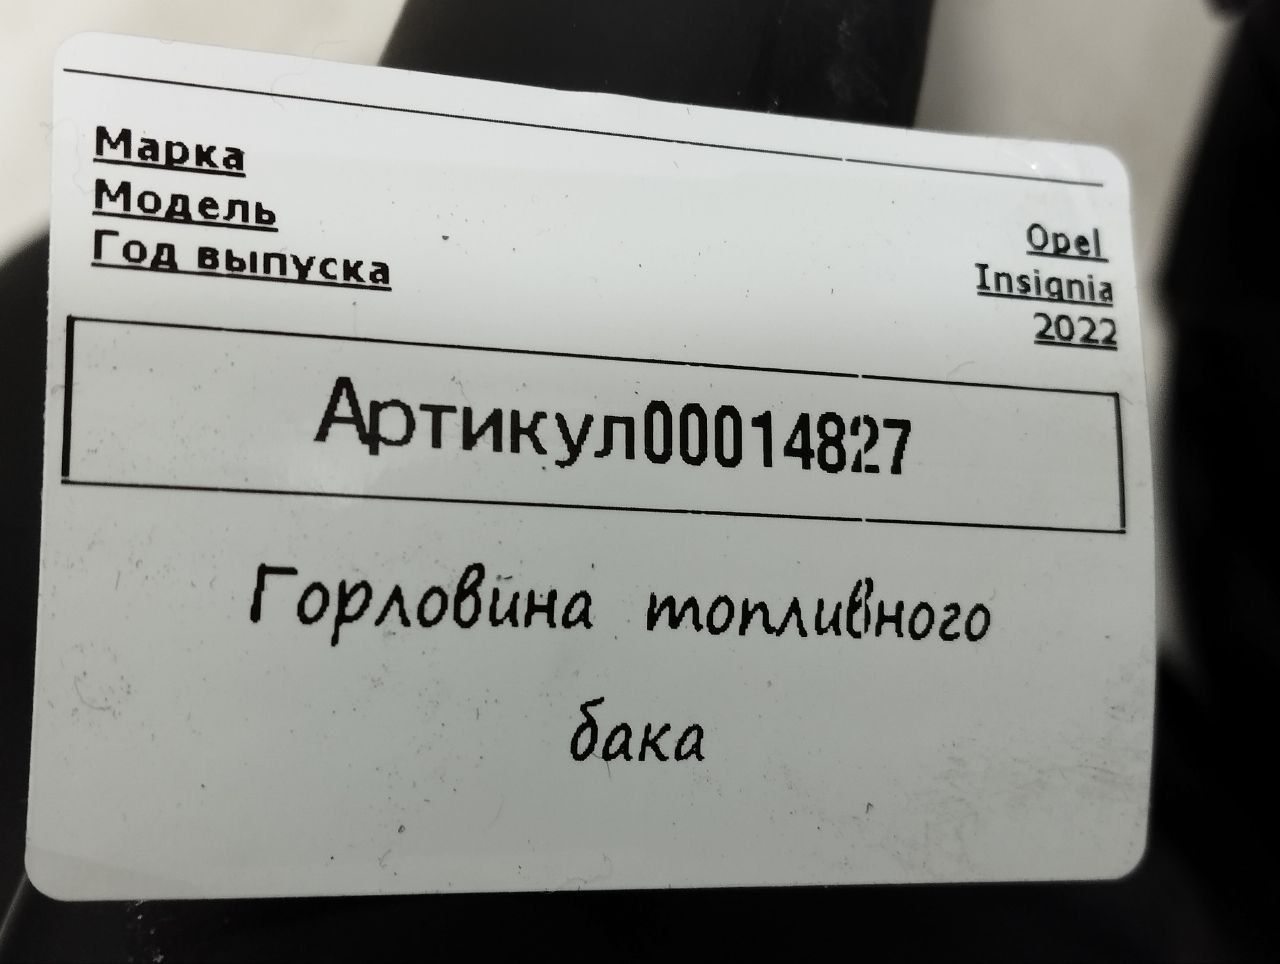 Марка
Модель
Год выпуска
Opel
Insignia
2022
Артикул00014827
Горловина топливного
бака